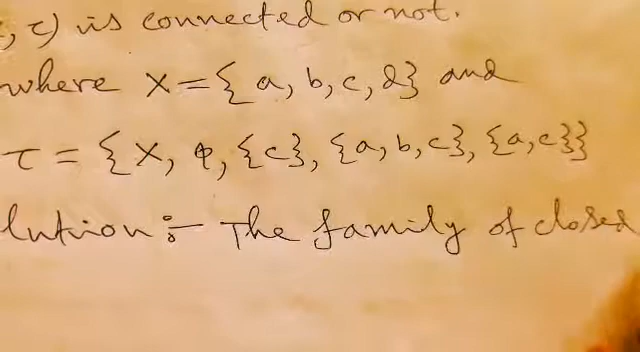 , τ) is connected or not.
where X = {a, b, c, d} and
τ = {X, φ, {c}, {a, b, c}, {a, c}}
lution :- The family of closed